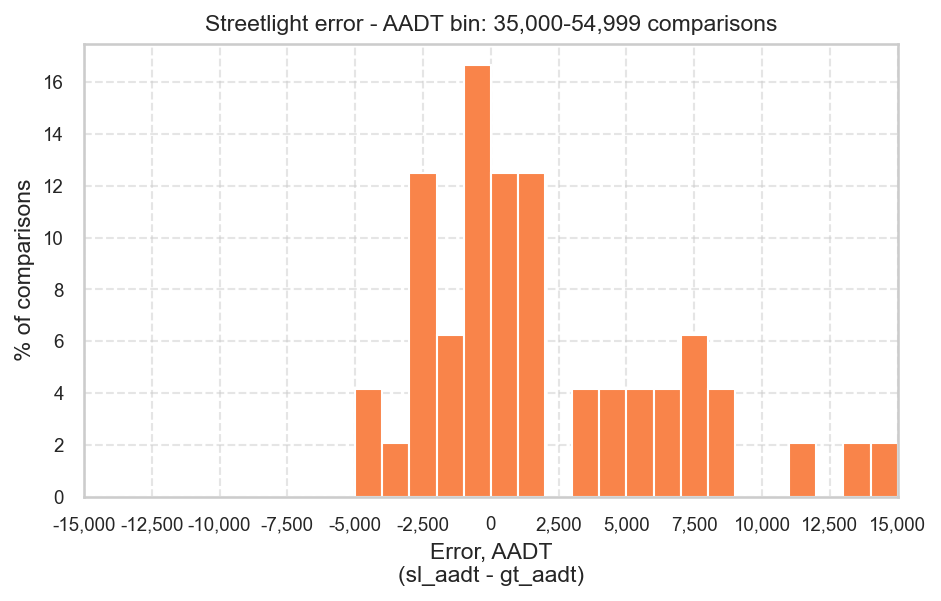 Streetlight error - AADT bin: 35,000-54,999 comparisons
% of comparisons
16
14
12
10
8
6
4
2
0
-15,000 -12,500 -10,000 -7,500 -5,000 -2,500 0 2,500 5,000 7,500 10,000 12,500 15,000
Error, AADT
(sl_aadt - gt_aadt)